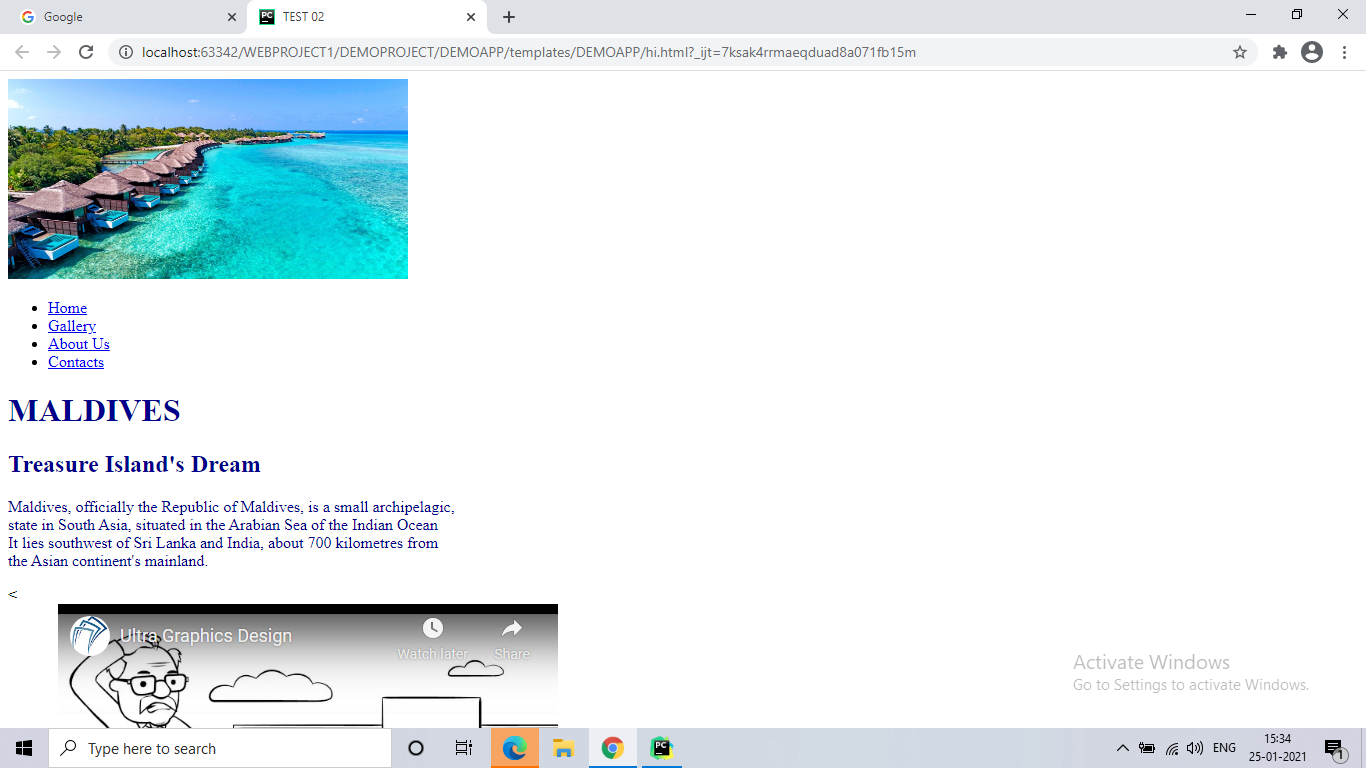 Google
PC
TEST 02
localhost:63342/WEBPROJECT1/DEMOPROJECT/DEMOAPP/templates/DEMOAPP/hi.html?_ijt=7ksak4rrmaeqduad8a071fb15m
Home
Gallery
About Us
Contacts
MALDIVES
Treasure Island's Dream
Maldives, officially the Republic of Maldives, is a small archipelagic,
state in South Asia, situated in the Arabian Sea of the Indian Ocean
It lies southwest of Sri Lanka and India, about 700 kilometres from
the Asian continent's mainland.
<
Ultra Graphics Design
Watch later
Share
Activate Windows
Go to Settings to activate Windows.
Type here to search
PC
ENG
15:34
25-01-2021
1